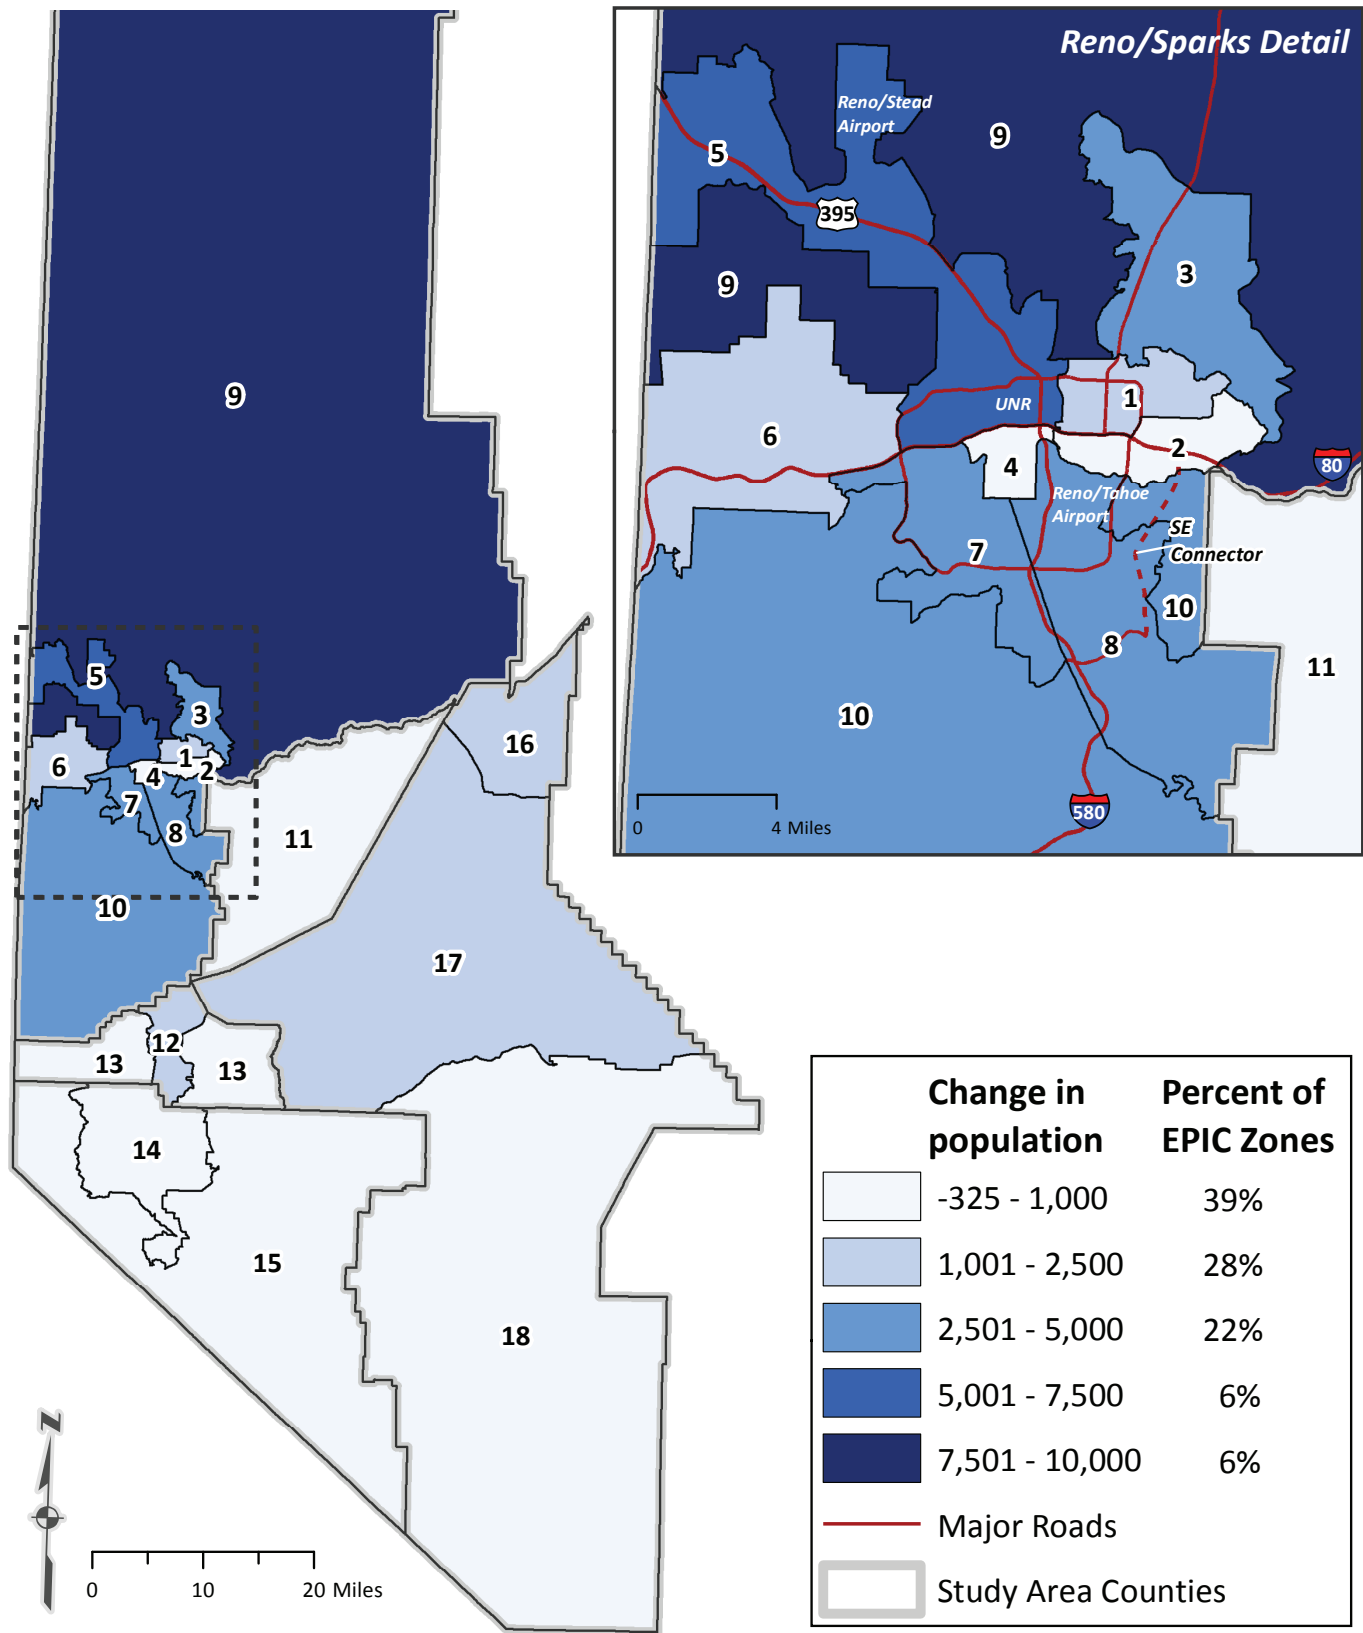 Reno/Sparks Detail
Reno/Stead
Airport
9
5
395
3
9
UNR
1
6
2
4
80
Reno/Tahoe
Airport
SE
Connector
7
10
8
11
10
580
0 4 Miles
9
5
3
16
6
1
2
4
7
8
11
10
17
12
13
13
14
15
18
N
0 10 20 Miles
Change in Percent of
population EPIC Zones
-325 - 1,000 39%
1,001 - 2,500 28%
2,501 - 5,000 22%
5,001 - 7,500 6%
7,501 - 10,000 6%
Major Roads
Study Area Counties